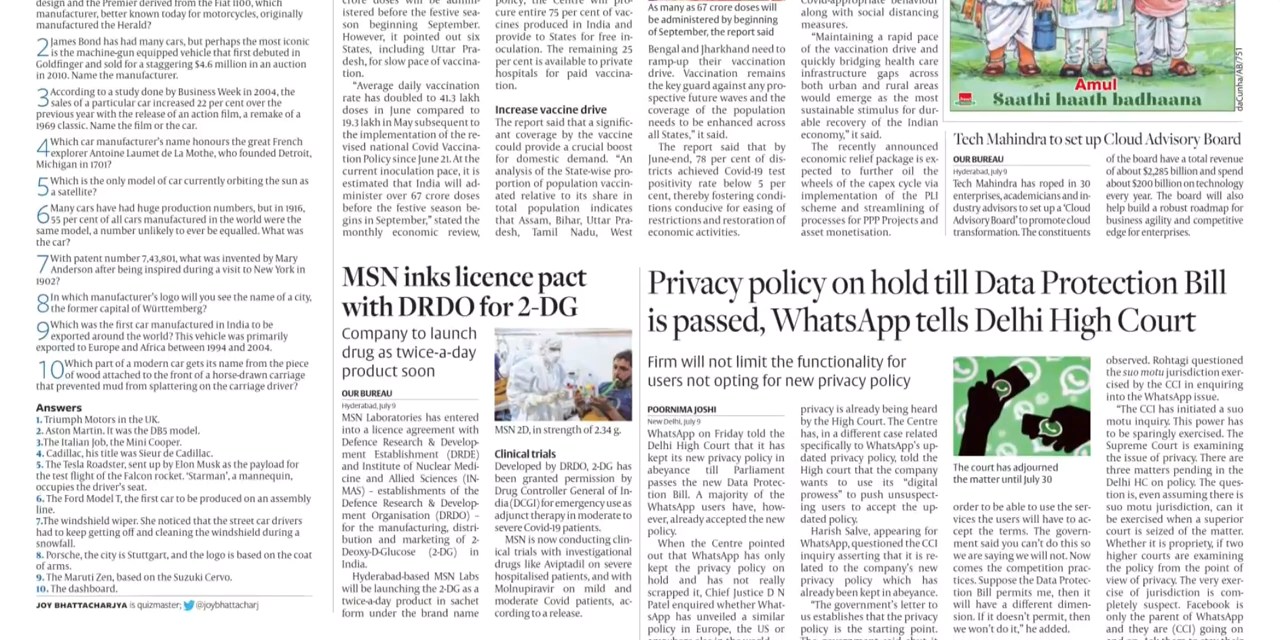 design, and a premium version derived from the Fiat 1100, which
manufacturer, better known today for motorcycles, originally
manufactured the Herald?
2 James Bond has had many cars, but perhaps the most iconic
is the machine-gun equipped vehicle that first debuted in
Goldfinger and sold for a staggering $4.6 million in an auction
in 2010. Name the manufacturer.
3 According to a study done by Business Week in 2004, the
sales of a particular car increased 22 per cent over the
previous year with the release of an action film, a remake of a
1969 classic. Name the film or the car.
4 Which car manufacturer's name honours the great French
explorer Antoine Laumet de La Mothe, who founded Detroit,
Michigan in 1701?
5 Which is the only model of car currently orbiting the sun as
a satellite?
6 Many cars have had huge production numbers, but in 1916,
55 per cent of all cars manufactured in the world were the
same model, a number unlikely to ever be equalled. What was
the car?
7 With patent number 7,43,801, what was invented by Mary
Anderson after being inspired during a visit to New York in
1902?
8 In which manufacturer's logo will you see the name of a city,
the former capital of Württemberg?
9 Which was the first car manufactured in India to be
exported around the world? This vehicle was primarily
exported to Europe and Africa between 1994 and 2004.
10 Which part of a modern car gets its name from the piece
of wood attached to the front of a horse-drawn carriage
that prevented mud from splattering on the carriage driver?
Answers
1. Triumph Motors in the UK.
2. Aston Martin. It was the DB5 model.
3.The Italian Job, the Mini Cooper.
4. Cadillac, his title was Sieur de Cadillac.
5. The Tesla Roadster, sent up by Elon Musk as the payload for
the test flight of the Falcon rocket. 'Starman', a mannequin,
occupies the driver's seat.
6. The Ford Model T, the first car to be produced on an assembly
line.
7.The windshield wiper. She noticed that the street car drivers
had to keep getting off and cleaning the windshield during a
snowfall.
8. Porsche, the city is Stuttgart, and the logo is based on the coat
of arms.
9. The Maruti Zen, based on the Suzuki Cervo.
10. The dashboard.
JOY BHATTACHARJYA is quizmaster; @joybhattacharj
crore doses will be admin-
istered before the festive sea-
son beginning September.
However, it pointed out six
States, including Uttar Pra-
desh, for slow pace of vaccina-
tion.
"Average daily vaccination
rate has doubled to 41.3 lakh
doses in June compared to
19.3 lakh in May subsequent to
the implementation of the re-
vised national Covid Vaccina-
tion Policy since June 21. At the
current inoculation pace, it is
estimated that India will ad-
minister over 67 crore doses
before the festive season be-
gins in September," stated the
monthly economic review,
policy, the Centre will pro-
cure entire 75 per cent of vac-
cines produced in India and
provide to States for free in-
oculation. The remaining 25
per cent is available to private
hospitals for paid vaccina-
tion.
Increase vaccine drive
The report said that a signific-
ant coverage by the vaccine
could provide a crucial boost
for domestic demand. "An
analysis of the State-wise pro-
portion of population vaccin-
ated relative to its share in
total population indicates
that Assam, Bihar, Uttar Pra-
desh, Tamil Nadu, West
As many as 67 crore doses will
be administered by beginning
of September, the report said
Bengal and Jharkhand need to
ramp-up their vaccination
drive. Vaccination remains
the key guard against any pro-
spective future waves and the
coverage of the population
needs to be enhanced across
all States," it said.
The report said that by
June-end, 78 per cent of dis-
tricts achieved Covid-19 test
positivity rate below 5 per
cent, thereby fostering condi-
tions conducive for easing of
restrictions and restoration of
economic activities.
Covid-appropriate behaviour
along with social distancing
measures.
"Maintaining a rapid pace
of the vaccination drive and
quickly bridging health care
infrastructure gaps across
both urban and rural areas
would emerge as the most
sustainable stimulus for dur-
able recovery of the Indian
economy," it said.
The recently announced
economic relief package is ex-
pected to further oil the
wheels of the capex cycle via
implementation of the PLI
scheme and streamlining of
processes for PPP Projects and
asset monetisation.
Amul
Saathi haath badhaana
daCunha/AB/751
Tech Mahindra to set up Cloud Advisory Board
OUR BUREAU
Hyderabad, July 9
Tech Mahindra has roped in 30
enterprises, academicians and in-
dustry advisors to set up a 'Cloud
Advisory Board' to promote cloud
transformation. The constituents
of the board have a total revenue
of about $2,285 billion and spend
about $200 billion on technology
every year. The board will also
help build a robust roadmap for
business agility and competitive
edge for enterprises.
MSN inks licence pact
with DRDO for 2-DG
Company to launch
drug as twice-a-day
product soon
OUR BUREAU
Hyderabad, July 9
MSN Laboratories has entered
into a licence agreement with
Defence Research & Develop-
ment Establishment (DRDE)
and Institute of Nuclear Medi-
cine and Allied Sciences (IN-
MAS) – establishments of the
Defence Research & Develop-
ment Organisation (DRDO) –
for the manufacturing, distri-
bution and marketing of 2-
Deoxy-D-Glucose (2-DG) in
India.
Hyderabad-based MSN Labs
will be launching the 2-DG as a
twice-a-day product in sachet
form under the brand name
MSN 2D, in strength of 2.34 g.
Clinical trials
Developed by DRDO, 2-DG has
been granted permission by
Drug Controller General of In-
dia (DCGI) for emergency use as
adjunct therapy in moderate to
severe Covid-19 patients.
MSN is now conducting clin-
ical trials with investigational
drugs like Aviptadil on severe
hospitalised patients, and with
Molnupiravir on mild and
moderate Covid patients, ac-
cording to a release.
Privacy policy on hold till Data Protection Bill
is passed, WhatsApp tells Delhi High Court
Firm will not limit the functionality for
users not opting for new privacy policy
POORNIMA JOSHI
New Delhi, July 9
WhatsApp on Friday told the
Delhi High Court that it has
kept its new privacy policy in
abeyance till Parliament
passes the new Data Protec-
tion Bill. A majority of the
WhatsApp users have, how-
ever, already accepted the new
policy.
When the Centre pointed
out that WhatsApp has only
kept the privacy policy on
hold and has not really
scrapped it, Chief Justice D N
Patel enquired whether What-
sApp has unveiled a similar
policy in Europe, the US or
privacy is already being heard
by the High Court. The Centre
has, in a different case related
specifically to WhatsApp's up-
dated privacy policy, told the
High court that the company
wants to use its "digital
prowess" to push unsuspect-
ing users to accept the up-
dated policy.
Harish Salve, appearing for
WhatsApp, questioned the CCI
inquiry asserting that it is re-
lated to the company's new
privacy policy which has
already been kept in abeyance.
"The government's letter to
us establishes that the privacy
policy is the starting point.
The court has adjourned
the matter until July 30
order to be able to use the ser-
vices the users will have to ac-
cept the terms. The govern-
ment said you can't do this so
we are saying we will not. Now
comes the competition prac-
tices. Suppose the Data Protec-
tion Bill permits me, then it
will have a different dimen-
sion. If it doesn't permit, then
we won't do it," he added.
observed. Rohtagi questioned
the suo motu jurisdiction exer-
cised by the CCI in enquiring
into the WhatsApp issue.
"The CCI has initiated a suo
motu inquiry. This power has
to be sparingly exercised. The
Supreme Court is examining
the issue of privacy. There are
three matters pending in the
Delhi HC on policy. The ques-
tion is, even assuming there is
suo motu jurisdiction, can it
be exercised when a superior
court is seized of the matter.
Whether it is propriety, if two
higher courts are examining
the policy from the point of
view of privacy. The very exer-
cise of jurisdiction is com-
pletely suspect. Facebook is
only the parent of WhatsApp
and they are (CCI) going on